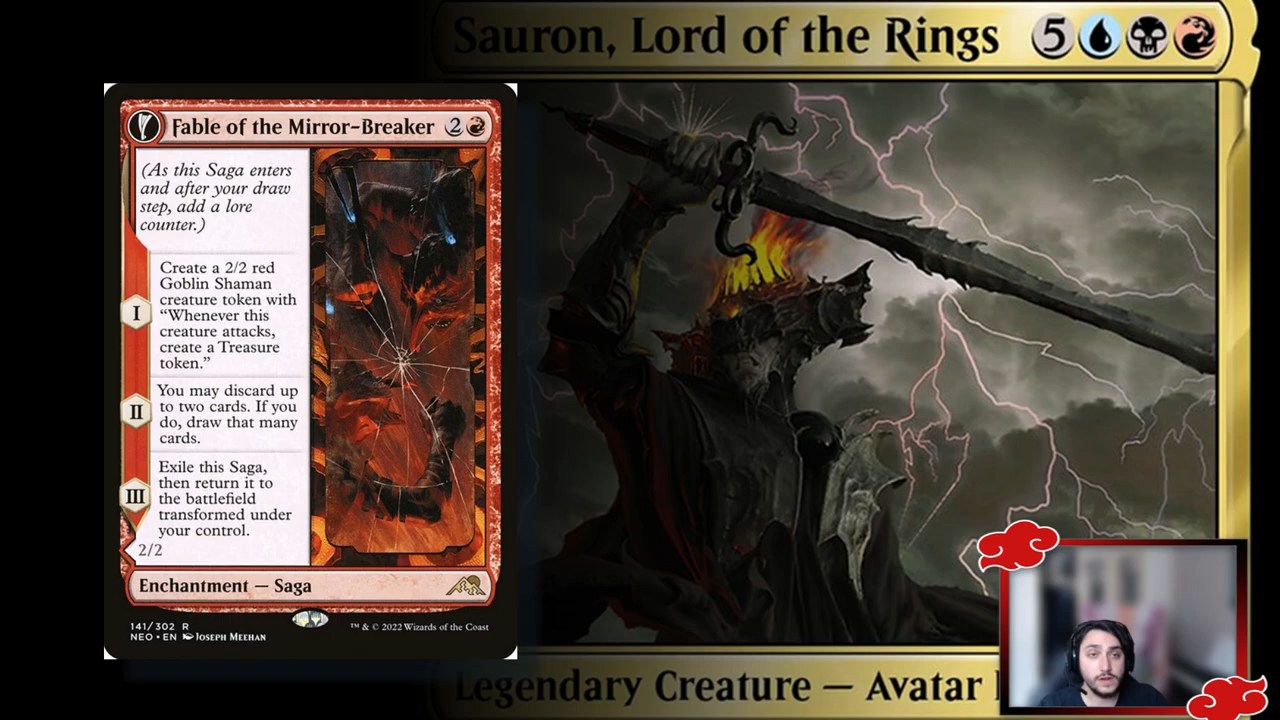 Sauron, Lord of the Rings 5
Fable of the Mirror-Breaker 2
(As this Saga enters
and after your draw
step, add a lore
counter.)
I
Create a 2/2 red
Goblin Shaman
creature token with
“Whenever this
creature attacks,
create a Treasure
token.”
II
You may discard up
to two cards. If you
do, draw that many
cards.
III
Exile this Saga,
then return it to
the battlefield
transformed under
your control.
2/2
Enchantment — Saga
141/302 R
NEO • EN Joseph Meehan
™ & © 2022 Wizards of the Coast
Legendary Creature — Avatar